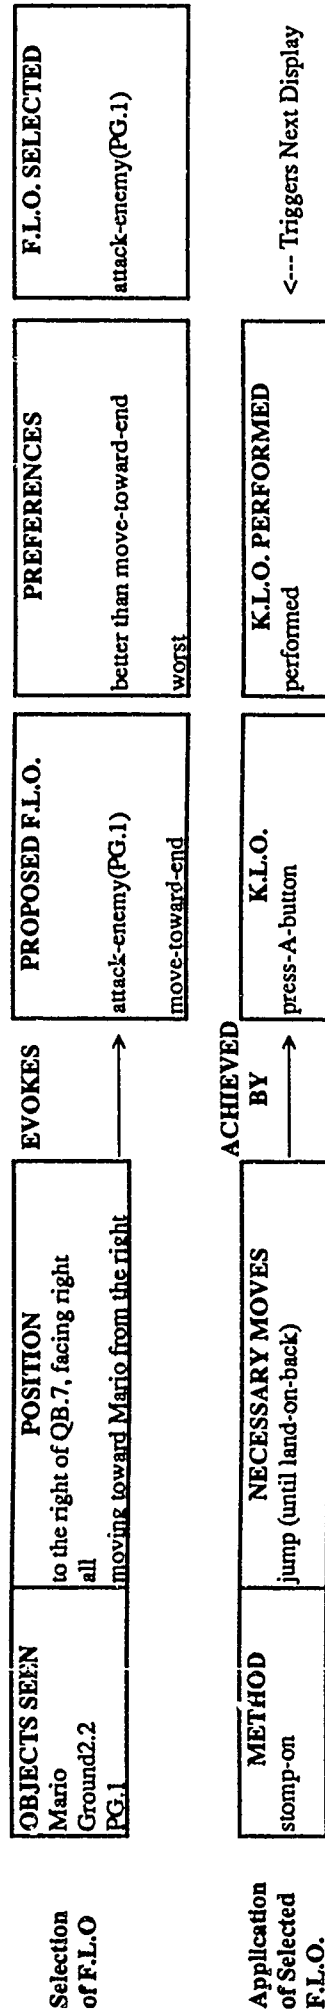 Selection
of F.L.O
OBJECTS SEEN
Mario
Ground2.2
PG.1
POSITION
to the right of QB.7, facing right
all
moving toward Mario from the right
EVOKES
PROPOSED F.L.O.
attack-enemy(PG.1)
move-toward-end
PREFERENCES
better than move-toward-end
worst
F.L.O. SELECTED
attack-enemy(PG.1)
Application
of Selected
F.L.O.
METHOD
stomp-on
NECESSARY MOVES
jump (until land-on-back)
ACHIEVED
BY
K.L.O.
press-A-button
K.L.O. PERFORMED
performed
<--- Triggers Next Display